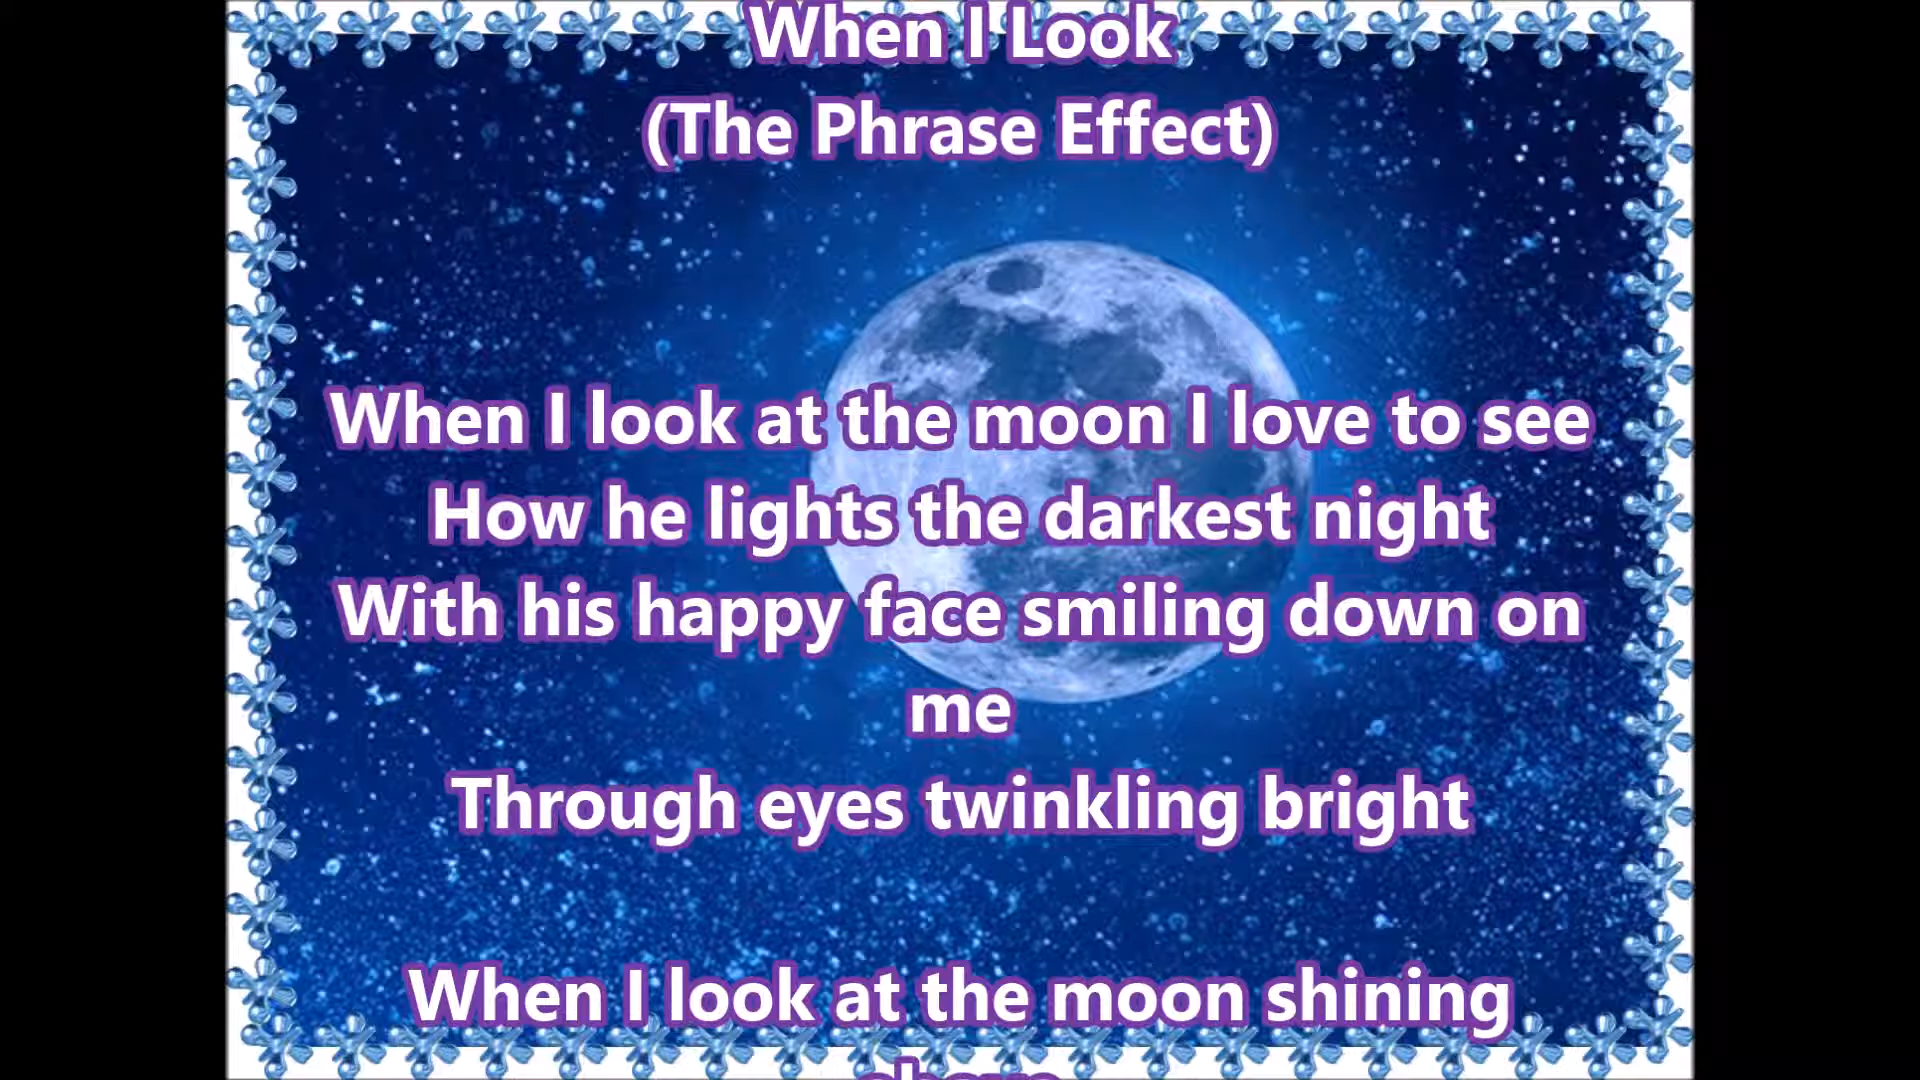 When I Look
(The Phrase Effect)
When I look at the moon I love to see
How he lights the darkest night
With his happy face smiling down on
me
Through eyes twinkling bright
When I look at the moon shining